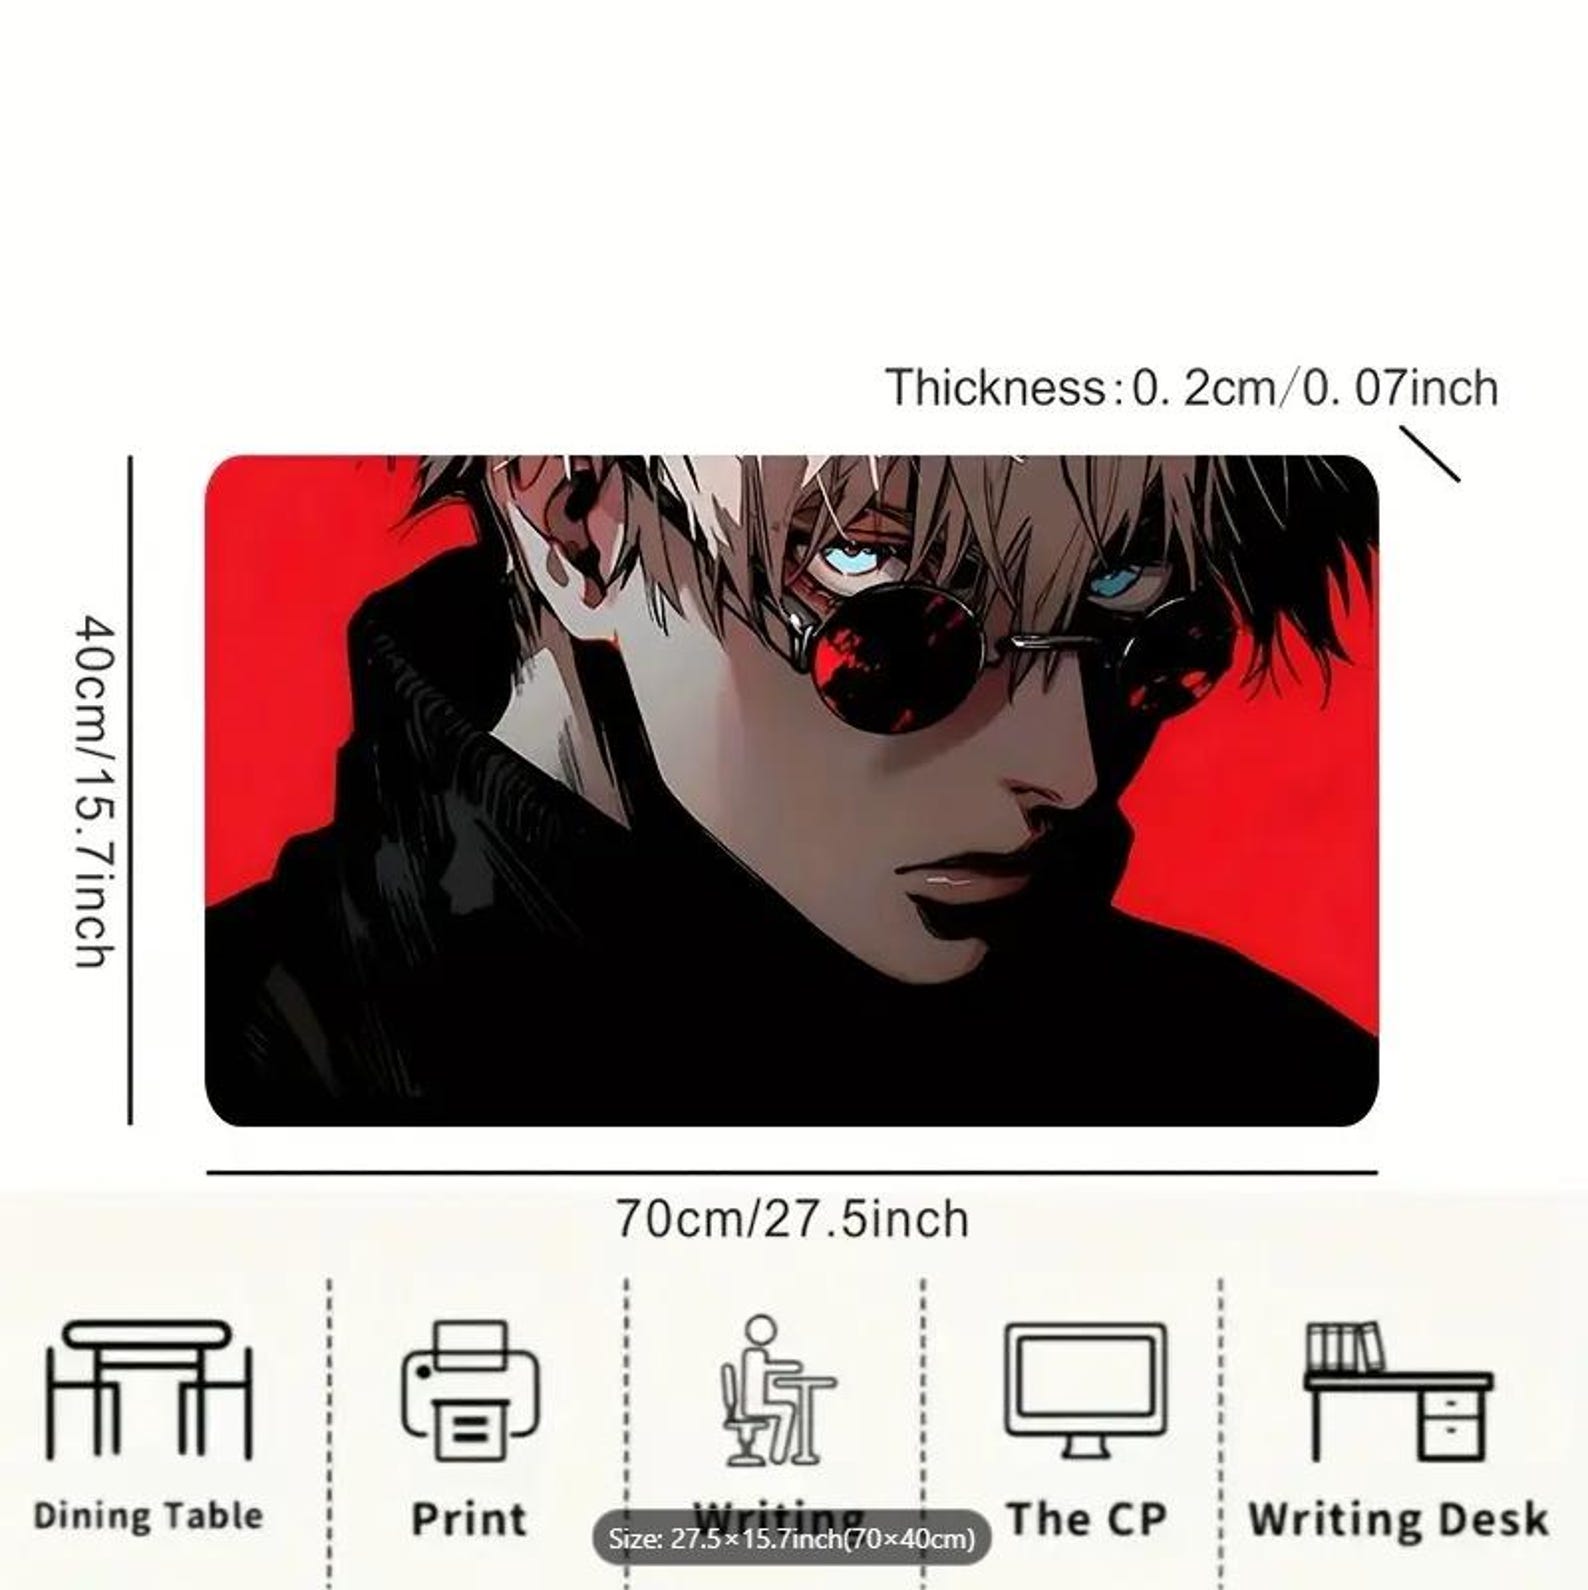 Thickness:0. 2cm/0. 07inch
40cm/15.7inch
70cm/27.5inch
Dining Table
Print
Writing
The CP
Writing Desk
Size: 27.5×15.7inch(70×40cm)